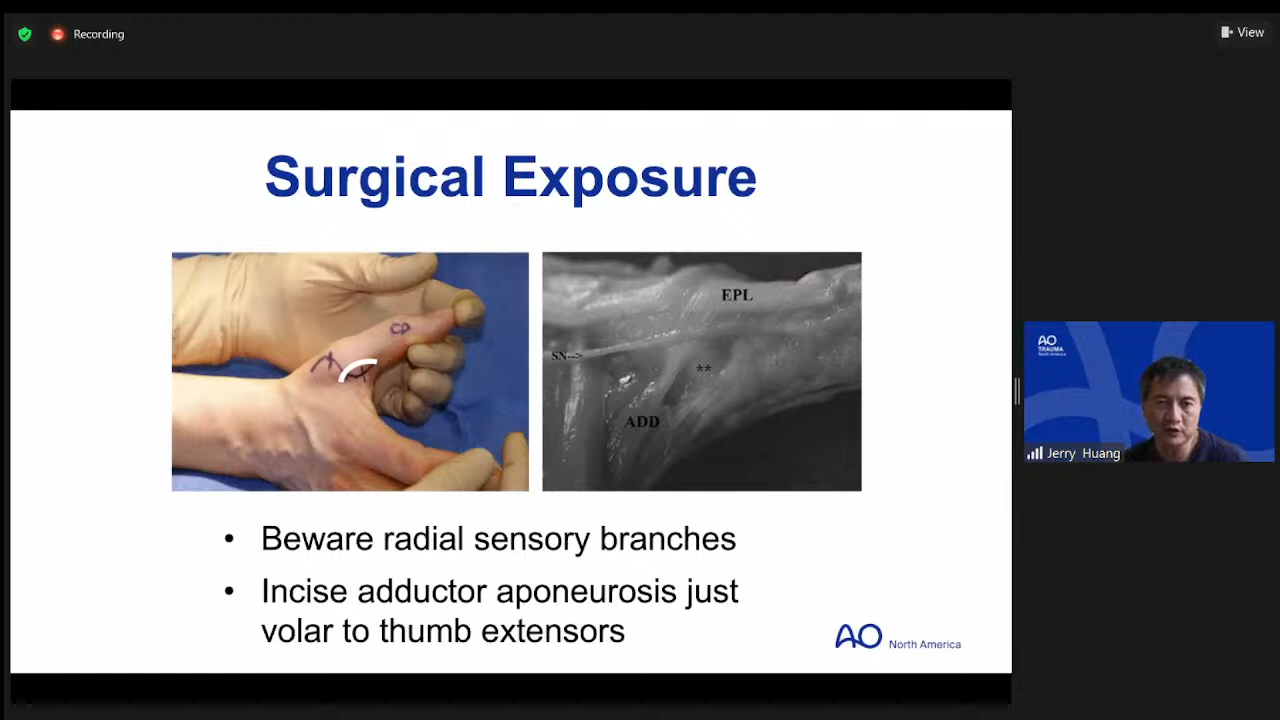 Recording
View
Surgical Exposure
EPL
SN-->
**
ADD
AO
TRAUMA
North America
Jerry Huang
• Beware radial sensory branches
• Incise adductor aponeurosis just
volar to thumb extensors
AO North America